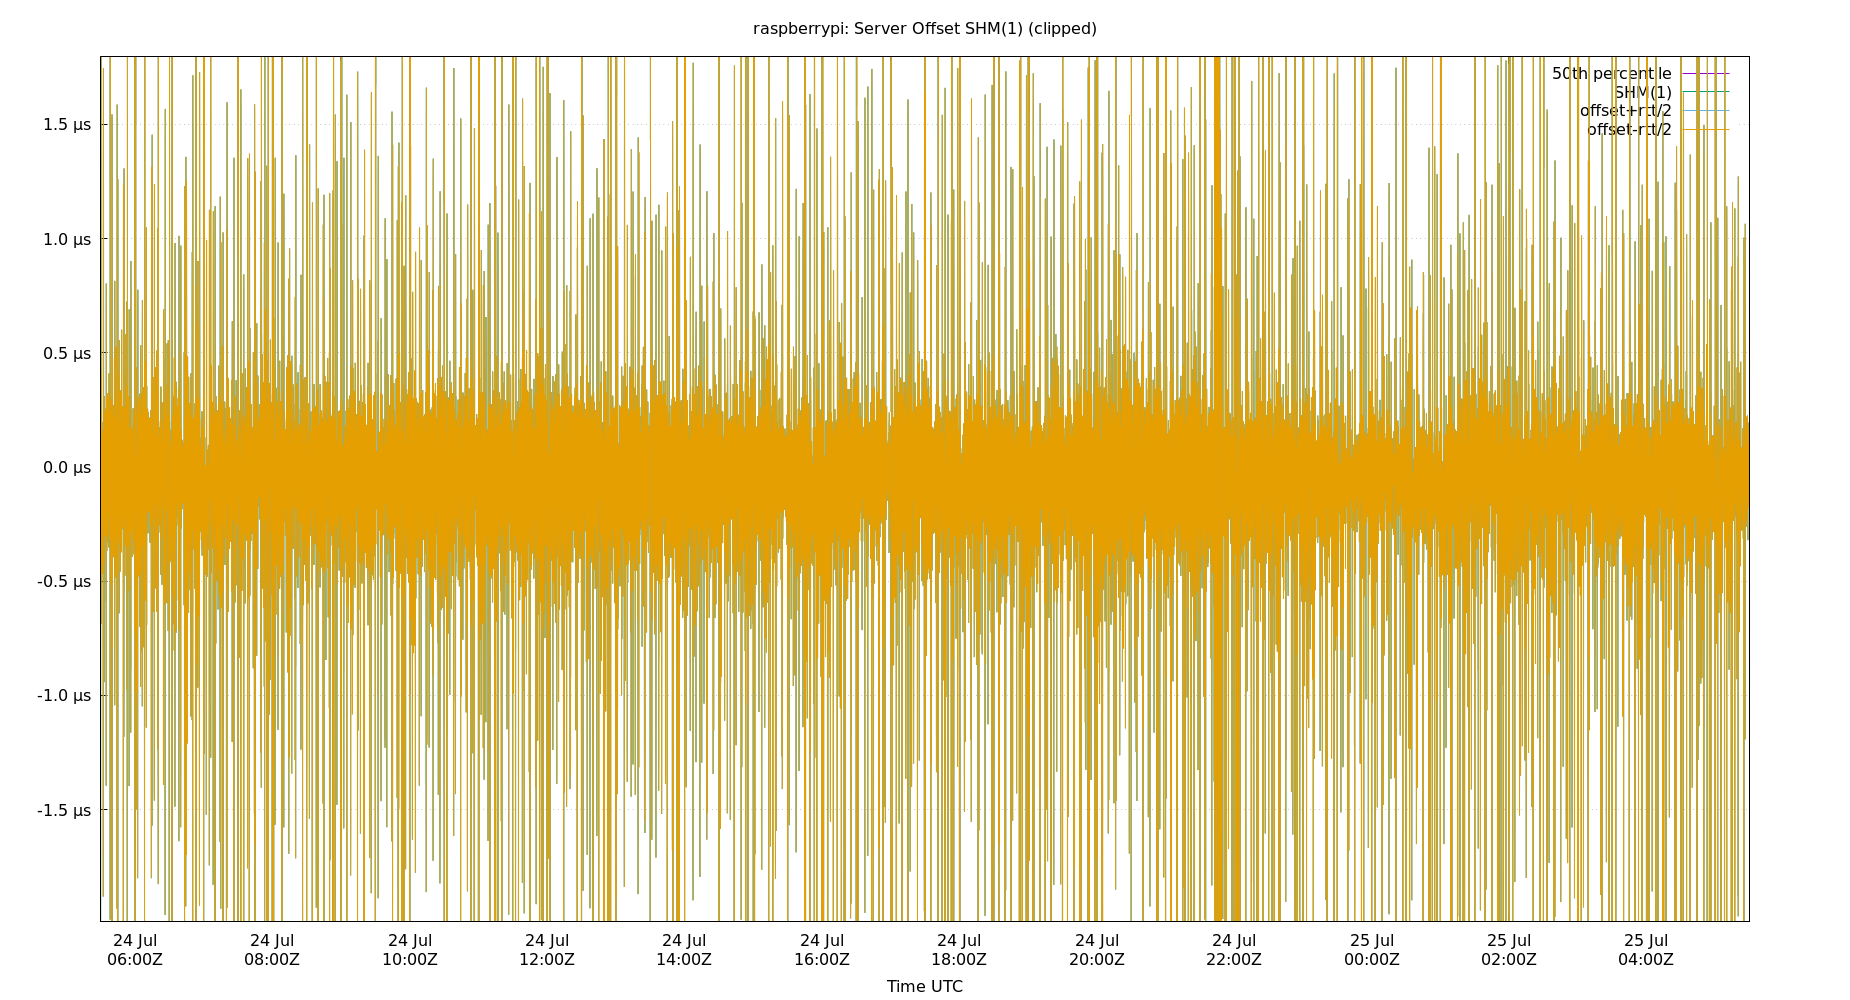 raspberrypi: Server Offset SHM(1) (clipped)
50th percentile
SHM(1)
offset+rtt/2
offset-rtt/2
1.5 µs
1.0 µs
0.5 µs
0.0 µs
-0.5 µs
-1.0 µs
-1.5 µs
24 Jul 24 Jul 24 Jul 24 Jul 24 Jul 24 Jul 24 Jul 24 Jul 24 Jul 25 Jul 25 Jul 25 Jul
06:00Z 08:00Z 10:00Z 12:00Z 14:00Z 16:00Z 18:00Z 20:00Z 22:00Z 00:00Z 02:00Z 04:00Z
Time UTC